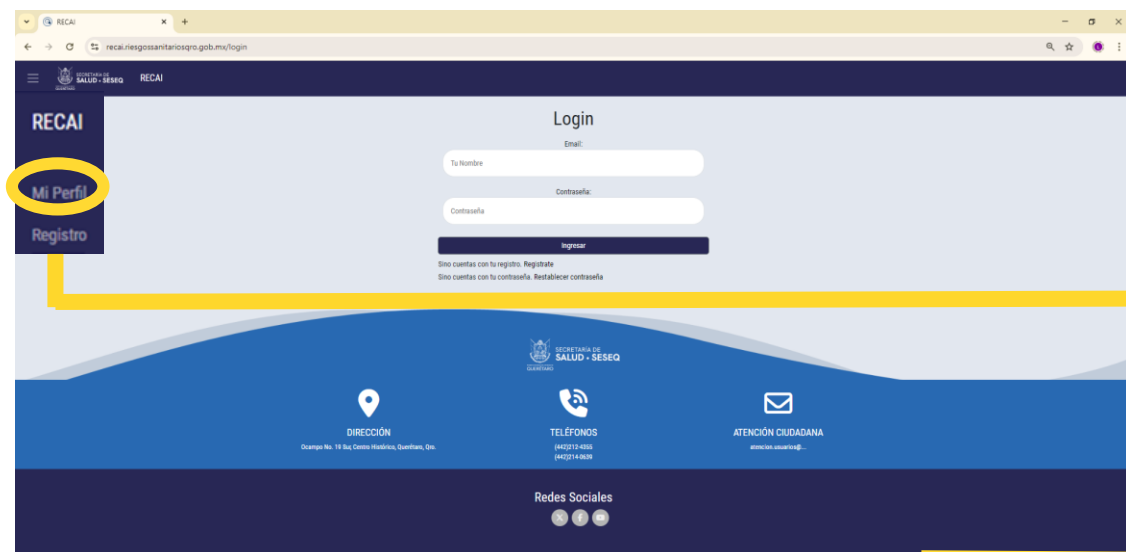 RECAI
recai.riesgossanitariosqro.gob.mx/login
SECRETARÍA DE
SALUD - SESEQ
QUERÉTARO
RECAI
RECAI
Mi Perfil
Registro
Login
Email:
Tu Nombre
Contraseña:
Contraseña
Ingresar
Sino cuentas con tu registro. Registrate
Sino cuentas con tu contraseña. Restablecer contraseña
SECRETARÍA DE
SALUD - SESEQ
QUERÉTARO
DIRECCIÓN
Ocampo No. 19 Sur, Centro Histórico, Querétaro, Qro.
TELÉFONOS
(442)212-4355
(442)214-0639
ATENCIÓN CIUDADANA
atencion.usuarios@...
Redes Sociales